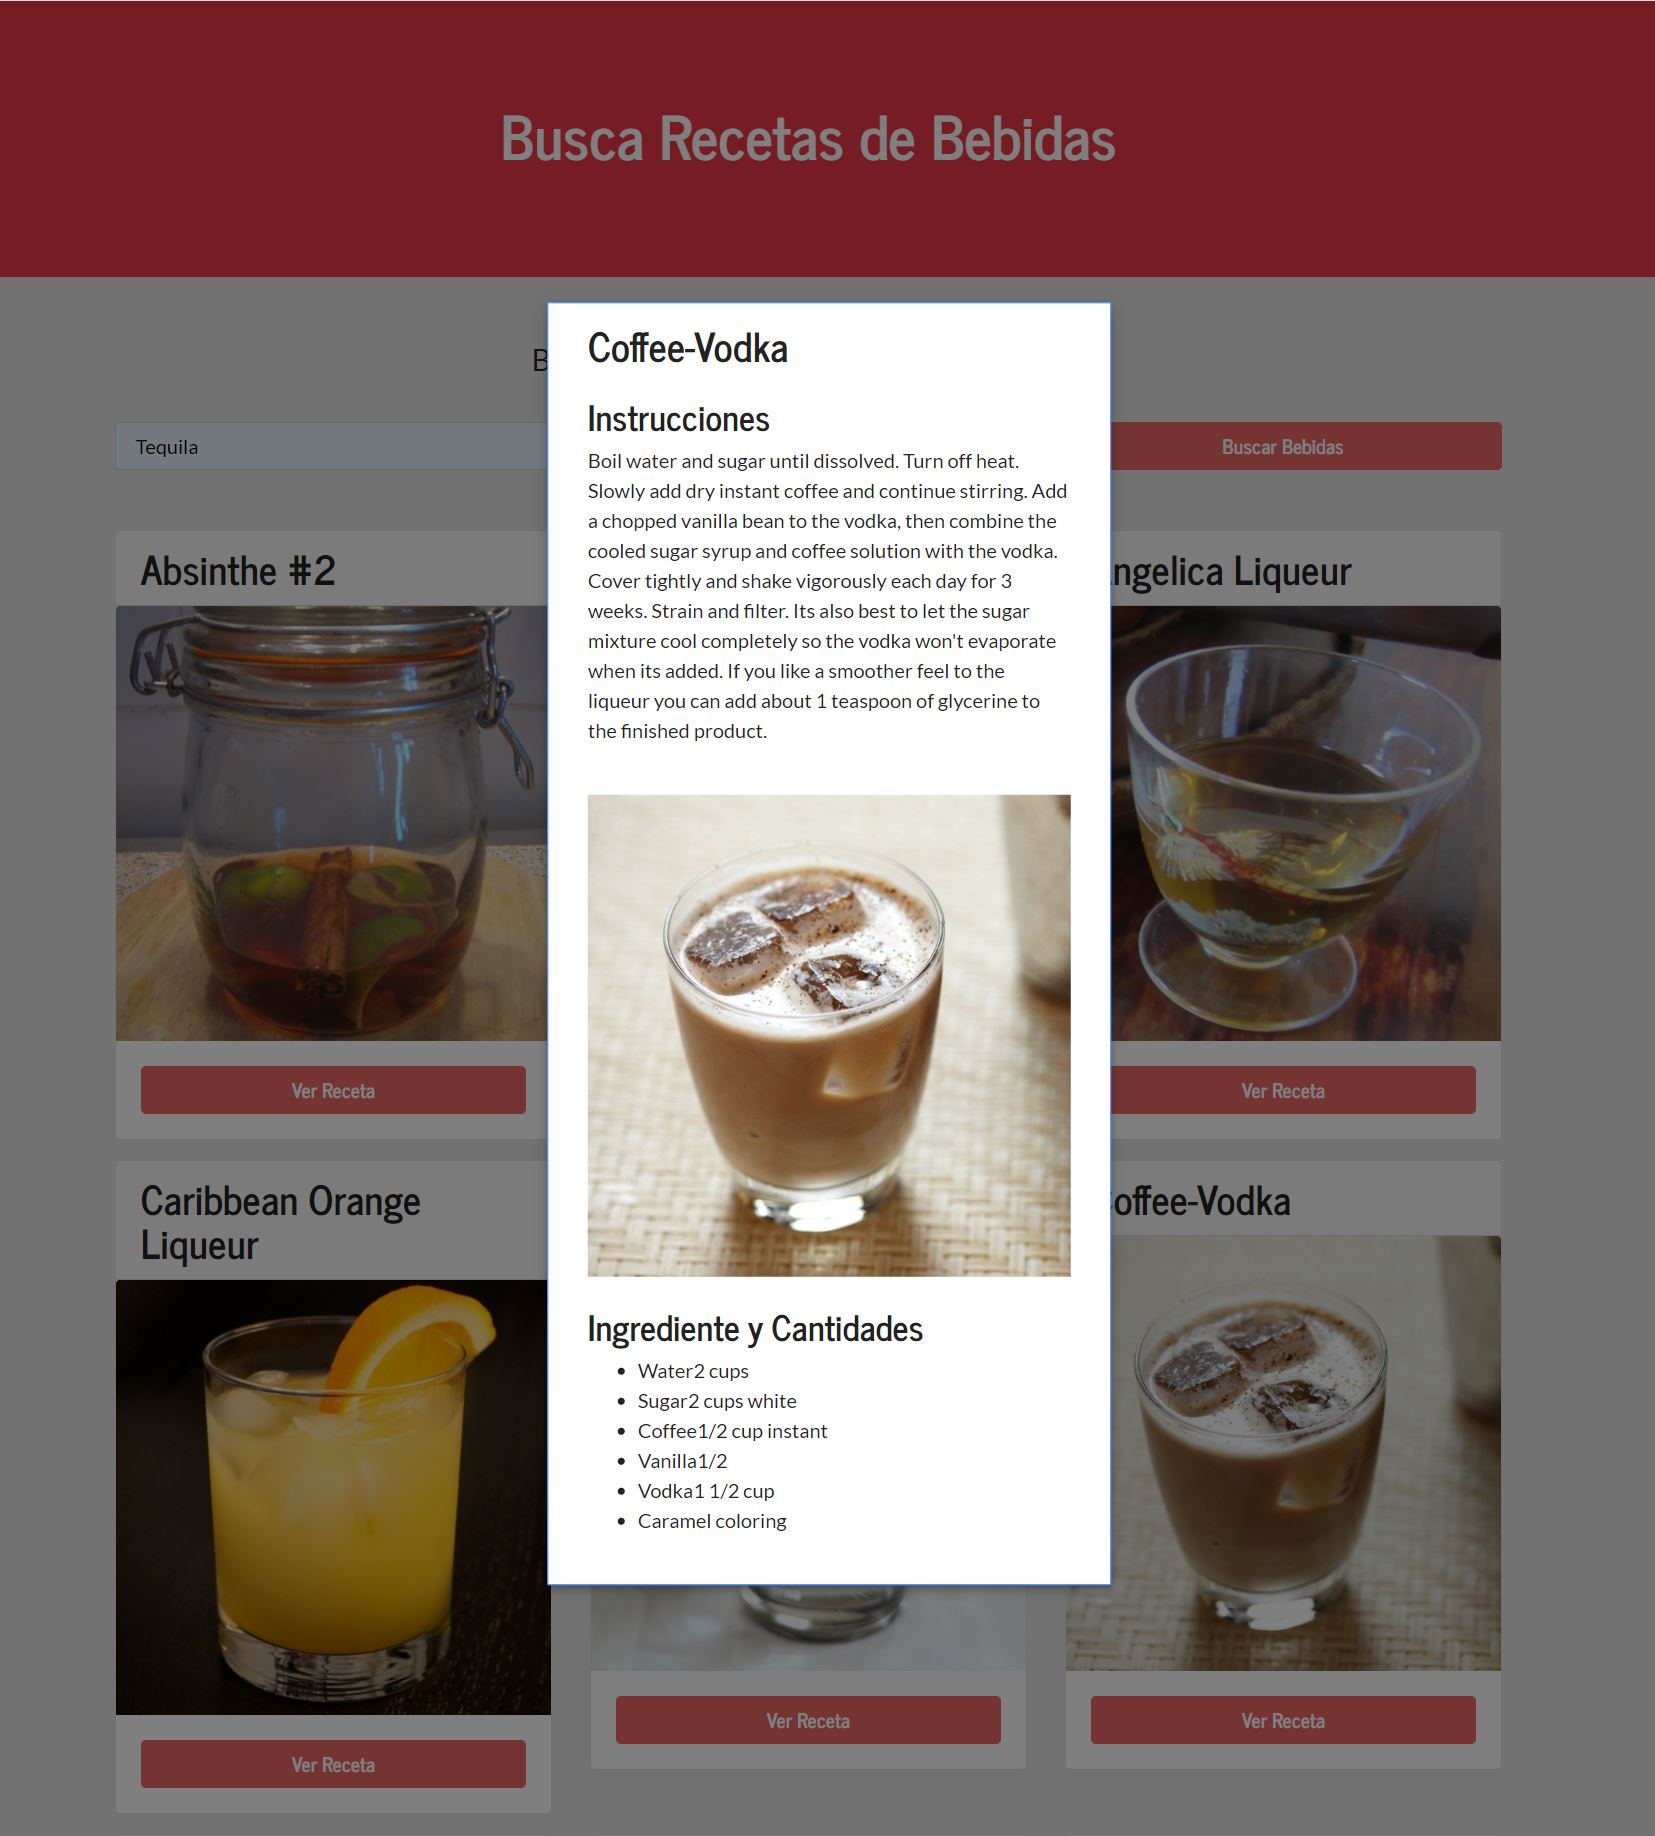 Busca Recetas de Bebidas
Tequila
Buscar Bebidas
Coffee-Vodka
Instrucciones
Boil water and sugar until dissolved. Turn off heat.
Slowly add dry instant coffee and continue stirring. Add
a chopped vanilla bean to the vodka, then combine the
cooled sugar syrup and coffee solution with the vodka.
Cover tightly and shake vigorously each day for 3
weeks. Strain and filter. Its also best to let the sugar
mixture cool completely so the vodka won't evaporate
when its added. If you like a smoother feel to the
liqueur you can add about 1 teaspoon of glycerine to
the finished product.
Ingrediente y Cantidades
Water2 cups
Sugar2 cups white
Coffee1/2 cup instant
Vanilla1/2
Vodka1 1/2 cup
Caramel coloring
Absinthe #2
Ver Receta
ngelica Liqueur
Ver Receta
Caribbean Orange
Liqueur
Ver Receta
Ver Receta
offee-Vodka
Ver Receta